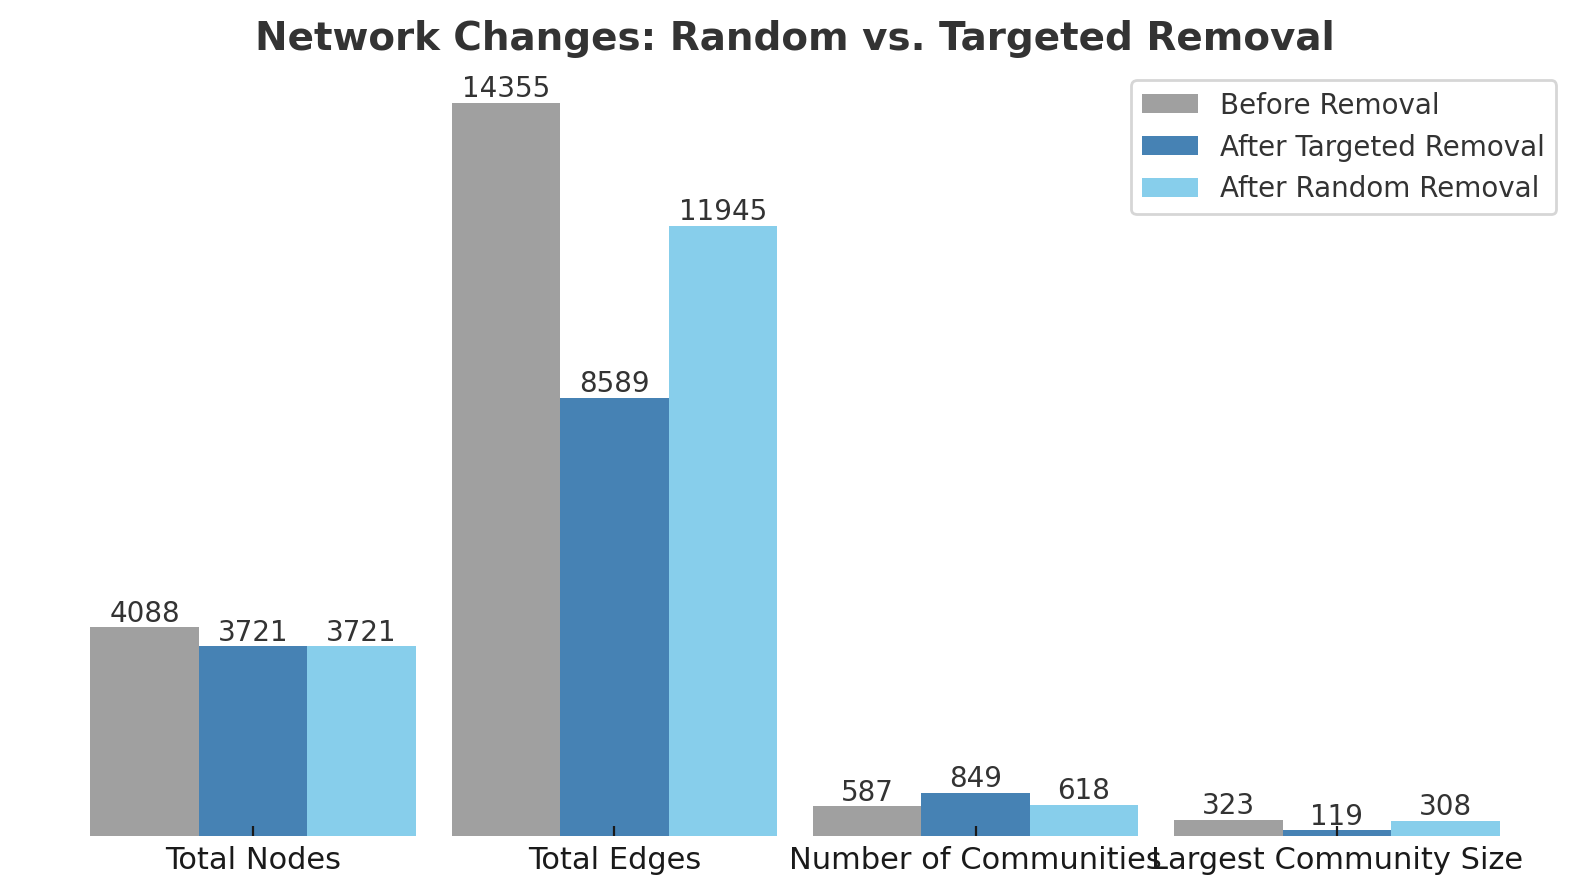 Network Changes: Random vs. Targeted Removal
Before Removal
After Targeted Removal
After Random Removal
14355
11945
8589
4088
3721
3721
587
849
618
323
119
308
Total Nodes
Total Edges
Number of Communities
Largest Community Size